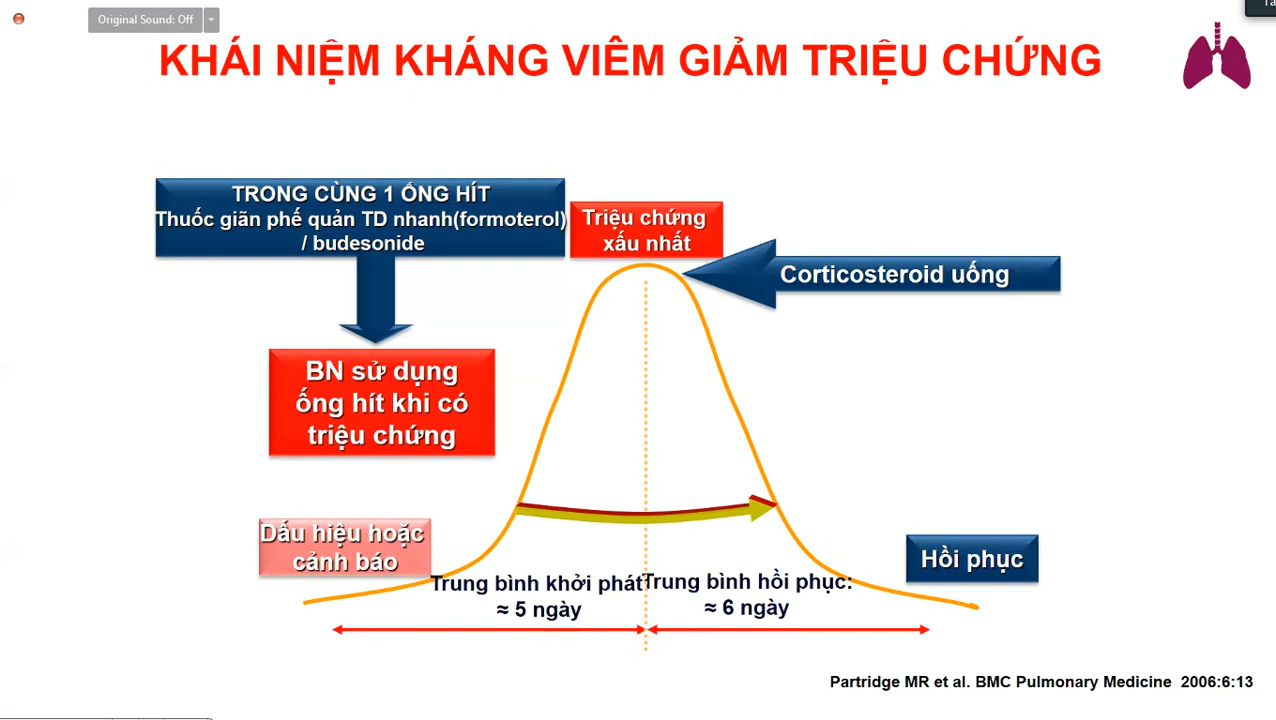 Original Sound: Off
Ta
KHÁI NIỆM KHÁNG VIÊM GIẢM TRIỆU CHỨNG
TRONG CÙNG 1 ỐNG HÍT
Thuốc giãn phế quản TD nhanh(formoterol)
/ budesonide
Triệu chứng
xấu nhất
Corticosteroid uống
BN sử dụng
ống hít khi có
triệu chứng
Dấu hiệu hoặc
cảnh báo
Hồi phục
Trung bình khởi phát
≈ 5 ngày
Trung bình hồi phục:
≈ 6 ngày
Partridge MR et al. BMC Pulmonary Medicine 2006:6:13